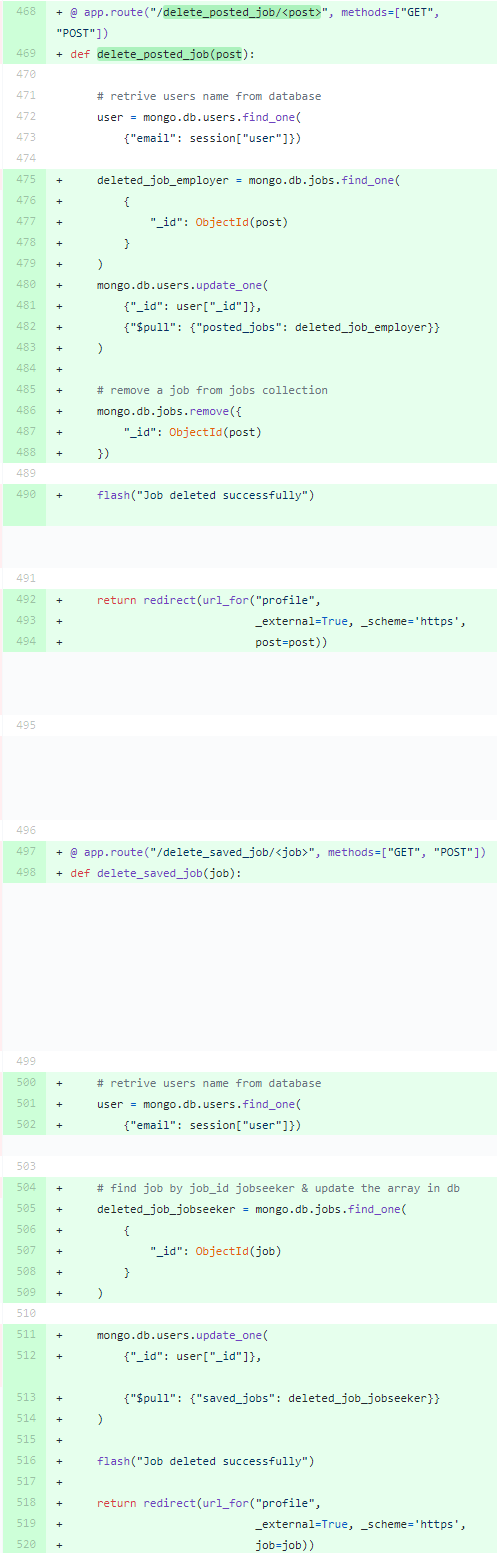 468 + @ app.route("/delete_posted_job/<post>", methods=["GET",
"POST"])
469 + def delete_posted_job(post):
470
471 # retrive users name from database
472 user = mongo.db.users.find_one(
473 {"email": session["user"]})
474
475 + deleted_job_employer = mongo.db.jobs.find_one(
476 + {
477 + "_id": ObjectId(post)
478 + }
479 + )
480 + mongo.db.users.update_one(
481 + {"_id": user["_id"]},
482 + {"$pull": {"posted_jobs": deleted_job_employer}}
483 + )
484 +
485 + # remove a job from jobs collection
486 + mongo.db.jobs.remove({
487 + "_id": ObjectId(post)
488 + })
489
490 + flash("Job deleted successfully")
491
492 + return redirect(url_for("profile",
493 + _external=True, _scheme='https',
494 + post=post))
495
496
497 + @ app.route("/delete_saved_job/<job>", methods=["GET", "POST"])
498 + def delete_saved_job(job):
499
500 + # retrive users name from database
501 + user = mongo.db.users.find_one(
502 + {"email": session["user"]})
503
504 + # find job by job_id jobseeker & update the array in db
505 + deleted_job_jobseeker = mongo.db.jobs.find_one(
506 + {
507 + "_id": ObjectId(job)
508 + }
509 + )
510
511 + mongo.db.users.update_one(
512 + {"_id": user["_id"]},
513 + {"$pull": {"saved_jobs": deleted_job_jobseeker}}
514 + )
515 +
516 + flash("Job deleted successfully")
517 +
518 + return redirect(url_for("profile",
519 + _external=True, _scheme='https',
520 + job=job))